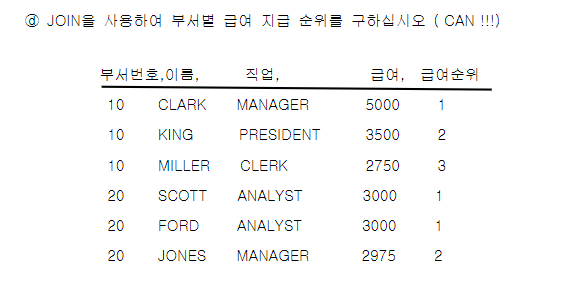 ⓓ JOIN을 사용하여 부서별 급여 지급 순위를 구하십시오 ( CAN !!!)
부서번호,이름, 직업, 급여, 급여순위
10 CLARK MANAGER 5000 1
10 KING PRESIDENT 3500 2
10 MILLER CLERK 2750 3
20 SCOTT ANALYST 3000 1
20 FORD ANALYST 3000 1
20 JONES MANAGER 2975 2